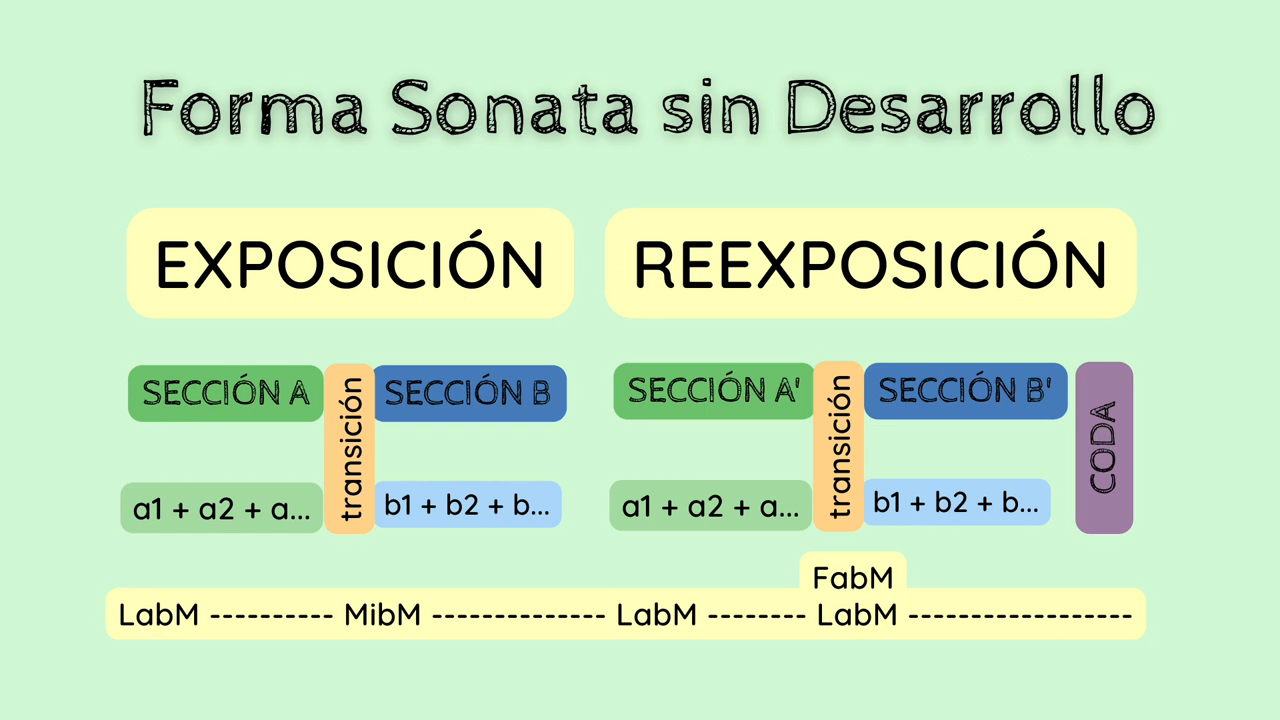 Forma Sonata sin Desarrollo
EXPOSICIÓN REEXPOSICIÓN
SECCIÓN A transición SECCIÓN B SECCIÓN A' transición SECCIÓN B' CODA
a1 + a2 + a... b1 + b2 + b... a1 + a2 + a... b1 + b2 + b...
FabM
LabM ---------- MibM -------------- LabM -------- LabM ------------------